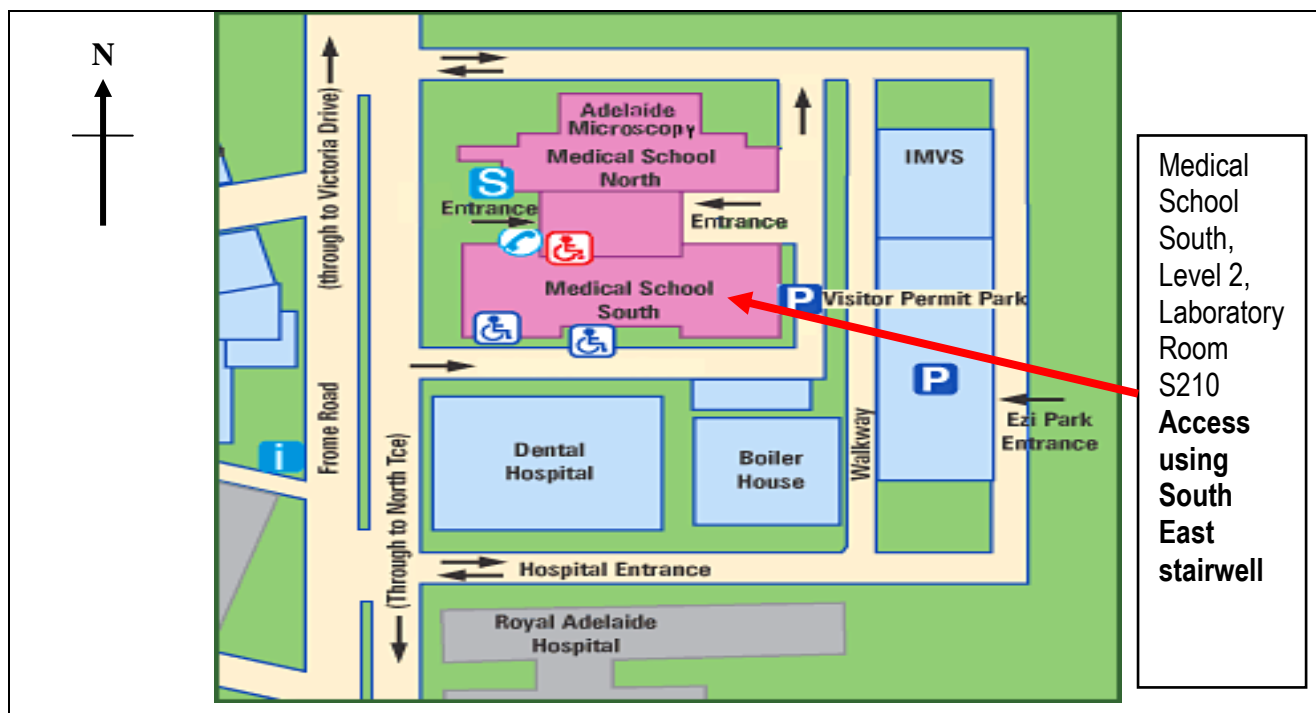 N
(through to Victoria Drive)
Adelaide
Microscopy
Medical School
North
IMVS
S
Entrance
Entrance
Medical School
South
P
Visitor Permit Park
P
Frome Road
i
Dental
Hospital
Boiler
House
Walkway
Ezi Park
Entrance
(Through to North Tce)
Hospital Entrance
Royal Adelaide
Hospital
Medical
School
South,
Level 2,
Laboratory
Room
S210
Access
using
South
East
stairwell